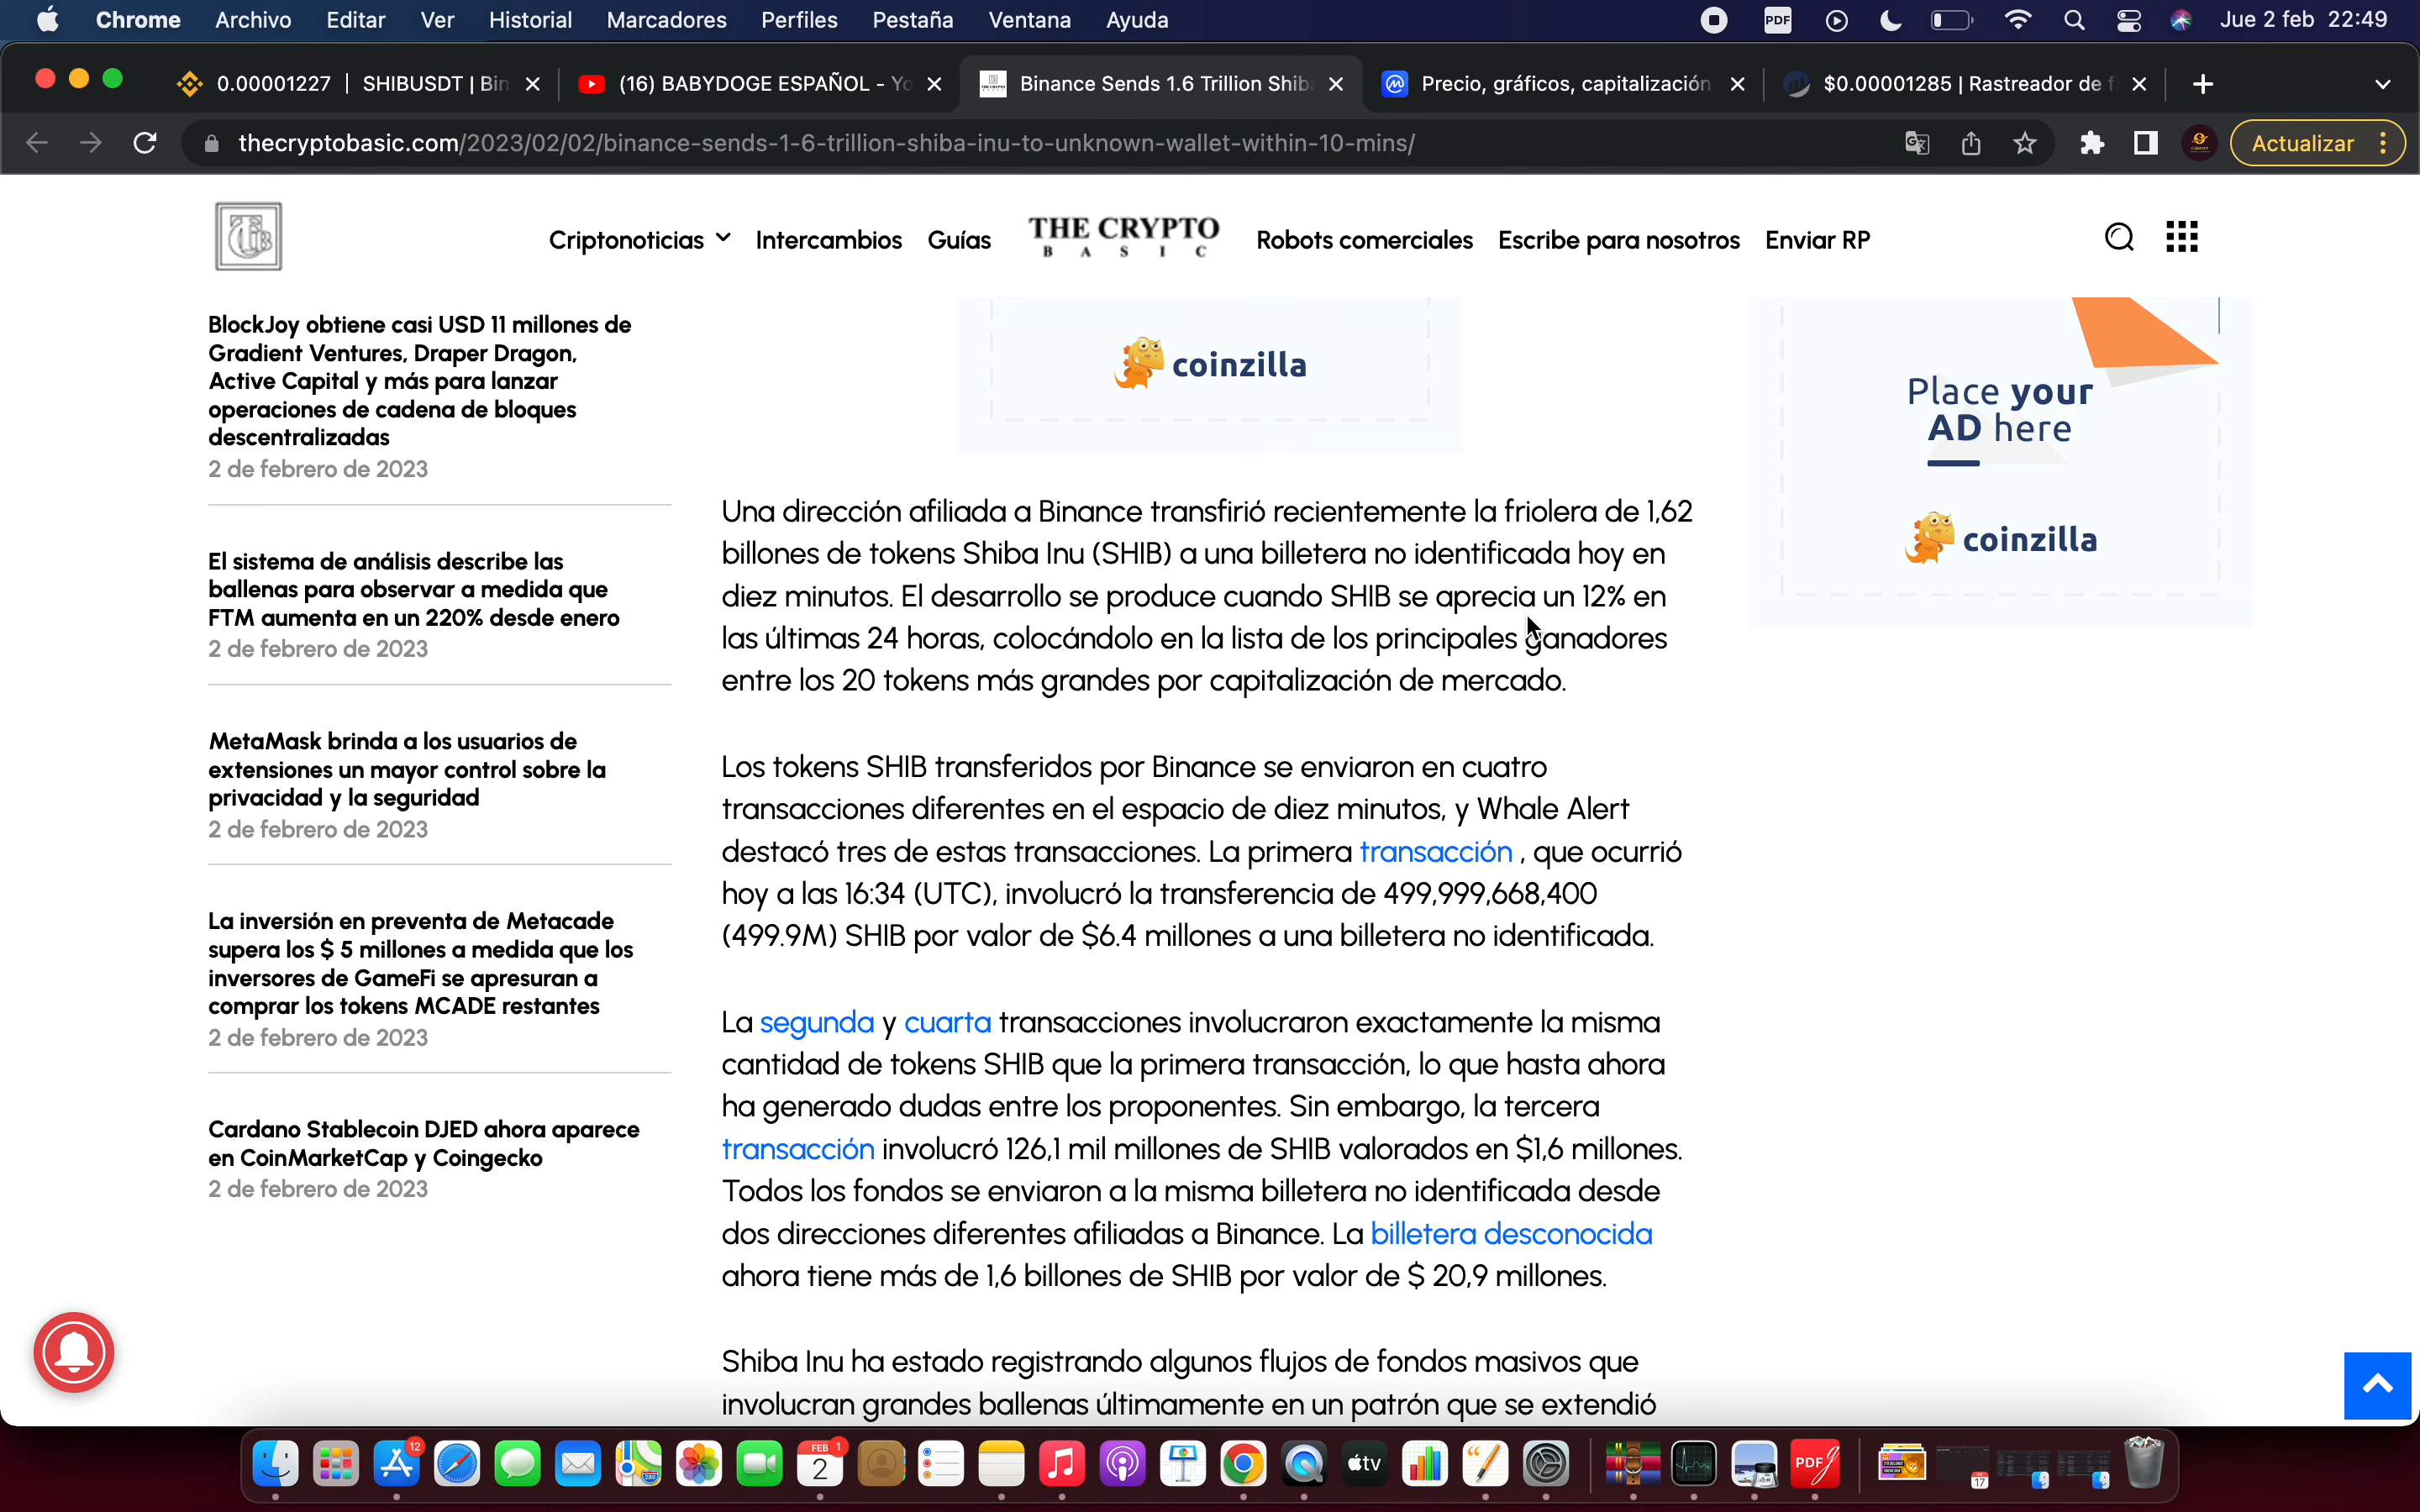 Chrome Archivo Editar Ver Historial Marcadores Perfiles Pestaña Ventana Ayuda PDF Jue 2 feb 22:49
0.00001227 | SHIBUSDT | Bin (16) BABYDOGE ESPAÑOL - Yo Binance Sends 1.6 Trillion Shib Precio, gráficos, capitalización $0.00001285 | Rastreador de f
thecryptobasic.com/2023/02/02/binance-sends-1-6-trillion-shiba-inu-to-unknown-wallet-within-10-mins/ Actualizar
Criptonoticias Intercambios Guías THE CRYPTO BASIC Robots comerciales Escribe para nosotros Enviar RP
BlockJoy obtiene casi USD 11 millones de
Gradient Ventures, Draper Dragon,
Active Capital y más para lanzar
operaciones de cadena de bloques
descentralizadas
2 de febrero de 2023
El sistema de análisis describe las
ballenas para observar a medida que
FTM aumenta en un 220% desde enero
2 de febrero de 2023
MetaMask brinda a los usuarios de
extensiones un mayor control sobre la
privacidad y la seguridad
2 de febrero de 2023
La inversión en preventa de Metacade
supera los $ 5 millones a medida que los
inversores de GameFi se apresuran a
comprar los tokens MCADE restantes
2 de febrero de 2023
Cardano Stablecoin DJED ahora aparece
en CoinMarketCap y Coingecko
2 de febrero de 2023
coinzilla
Una dirección afiliada a Binance transfirió recientemente la friolera de 1,62
billones de tokens Shiba Inu (SHIB) a una billetera no identificada hoy en
diez minutos. El desarrollo se produce cuando SHIB se aprecia un 12% en
las últimas 24 horas, colocándolo en la lista de los principales ganadores
entre los 20 tokens más grandes por capitalización de mercado.
Los tokens SHIB transferidos por Binance se enviaron en cuatro
transacciones diferentes en el espacio de diez minutos, y Whale Alert
destacó tres de estas transacciones. La primera transacción , que ocurrió
hoy a las 16:34 (UTC), involucró la transferencia de 499,999,668,400
(499.9M) SHIB por valor de $6.4 millones a una billetera no identificada.
La segunda y cuarta transacciones involucraron exactamente la misma
cantidad de tokens SHIB que la primera transacción, lo que hasta ahora
ha generado dudas entre los proponentes. Sin embargo, la tercera
transacción involucró 126,1 mil millones de SHIB valorados en $1,6 millones.
Todos los fondos se enviaron a la misma billetera no identificada desde
dos direcciones diferentes afiliadas a Binance. La billetera desconocida
ahora tiene más de 1,6 billones de SHIB por valor de $ 20,9 millones.
Shiba Inu ha estado registrando algunos flujos de fondos masivos que
involucran grandes ballenas últimamente en un patrón que se extendió
Place your
AD here
coinzilla
12
FEB 1
2
280
tv
PDF
17